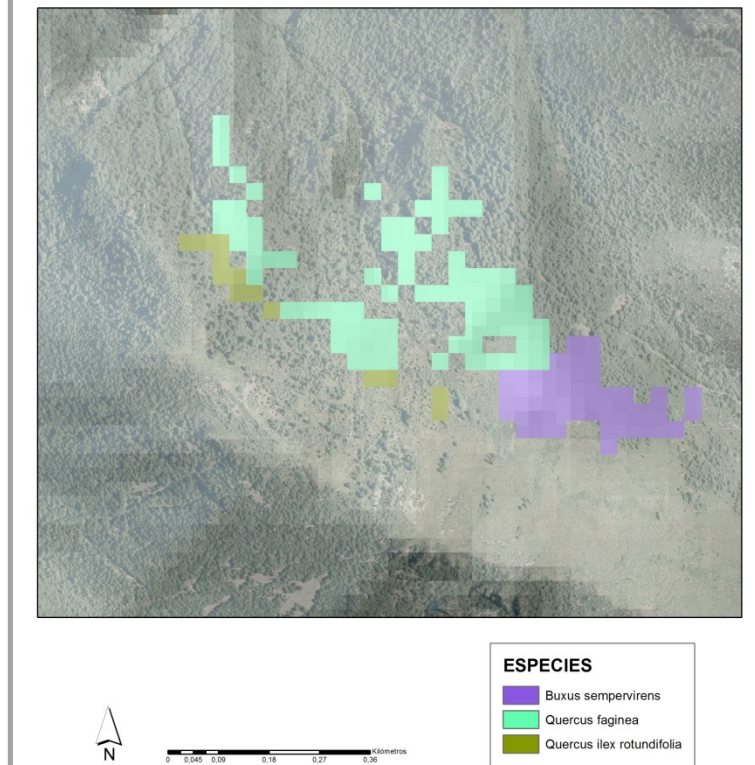 ESPECIES
Buxus sempervirens
Quercus faginea
Quercus ilex rotundifolia
N
Kilómetros
0 0,045 0,09 0,18 0,27 0,36